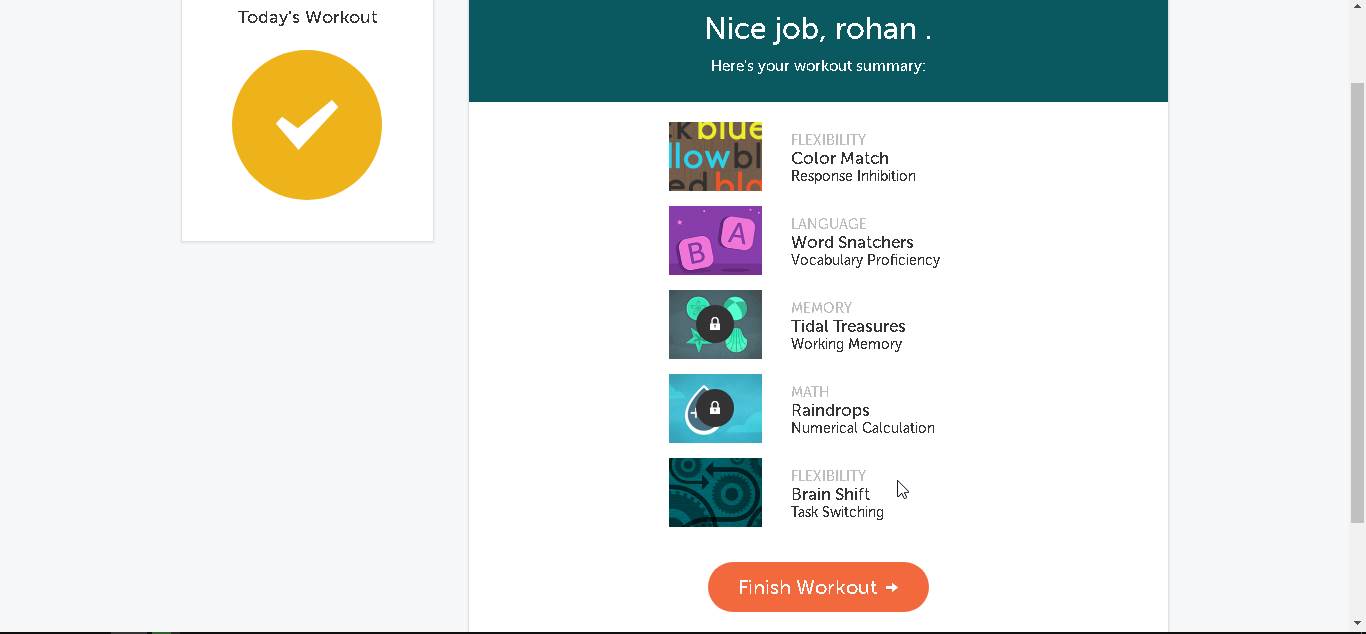 Today's Workout
Nice job, rohan .
Here's your workout summary:
k blue
llow bl
ed bla
FLEXIBILITY
Color Match
Response Inhibition
B A
LANGUAGE
Word Snatchers
Vocabulary Proficiency
MEMORY
Tidal Treasures
Working Memory
MATH
Raindrops
Numerical Calculation
FLEXIBILITY
Brain Shift
Task Switching
Finish Workout →